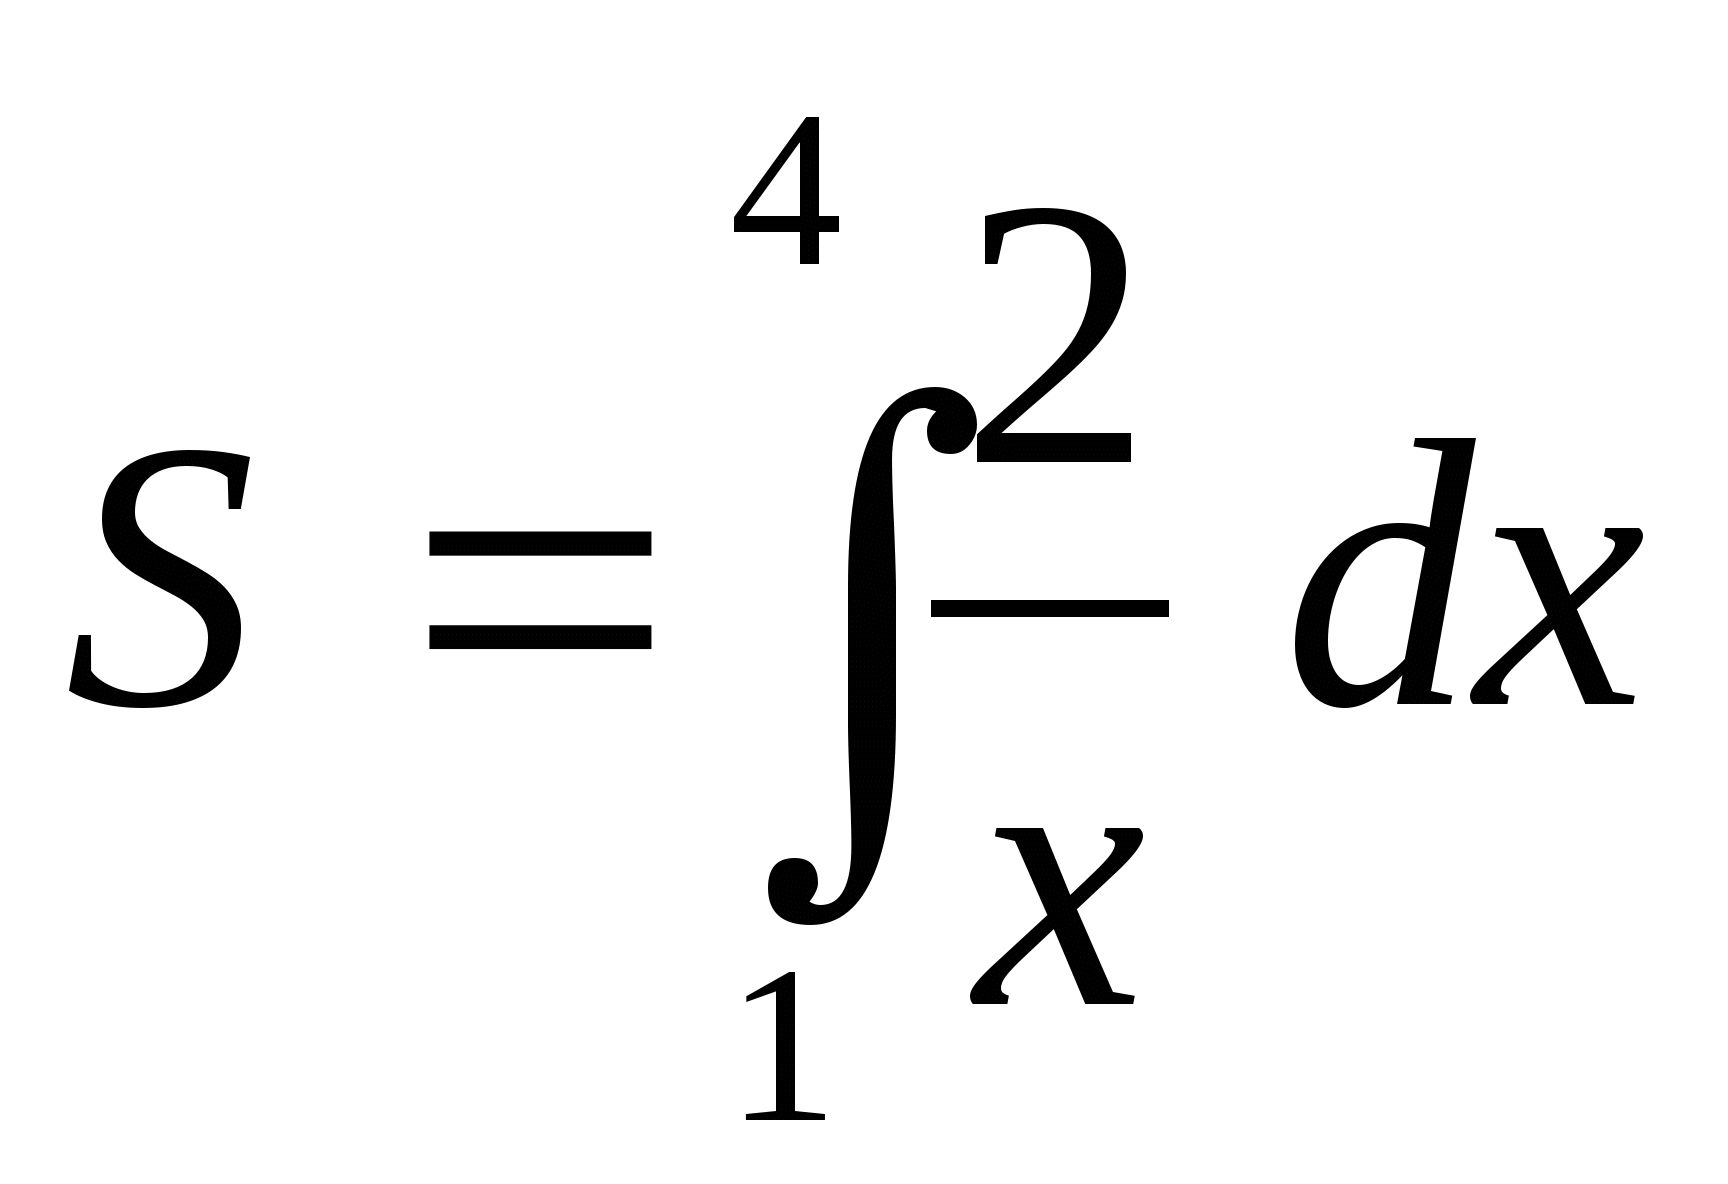 S = ∫₁⁴ 2/x dx